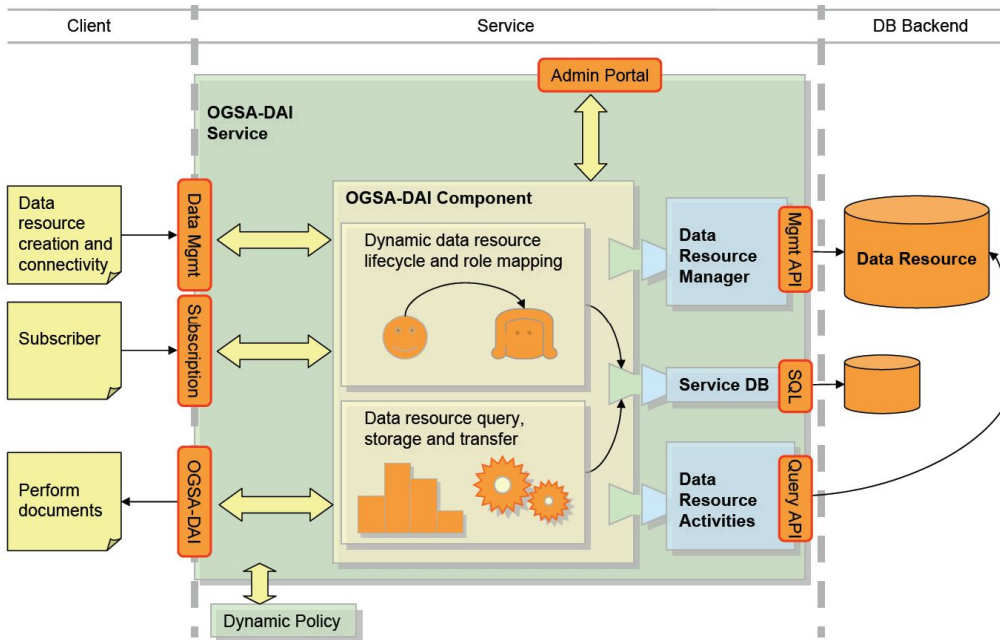 Client
Service
DB Backend
Admin Portal
OGSA-DAI
Service
Data
resource
creation and
connectivity
Data Mgmt
OGSA-DAI Component
Dynamic data resource
lifecycle and role mapping
Data
Resource
Manager
Mgmt API
Data Resource
Subscriber
Subscription
Service DB
SQL
Data resource query,
storage and transfer
Perform
documents
OGSA-DAI
Data
Resource
Activities
Query API
Dynamic Policy